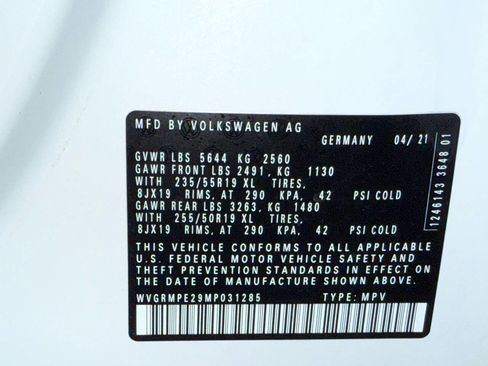 MFD BY VOLKSWAGEN AG
GERMANY 04/21
GVWR LBS 5644 KG 2560
GAWR FRONT LBS 2491, KG 1130
WITH 235/55R19 XL TIRES,
8JX19 RIMS, AT 290 KPA, 42 PSI COLD
GAWR REAR LBS 3263, KG 1480
WITH 255/50R19 XL TIRES,
8JX19 RIMS, AT 290 KPA, 42 PSI COLD
THIS VEHICLE CONFORMS TO ALL APPLICABLE
U.S. FEDERAL MOTOR VEHICLE SAFETY AND
THEFT PREVENTION STANDARDS IN EFFECT ON
THE DATE OF MANUFACTURE SHOWN ABOVE.
WVGRMPE29MP031285 TYPE: MPV
1246143 3648 01